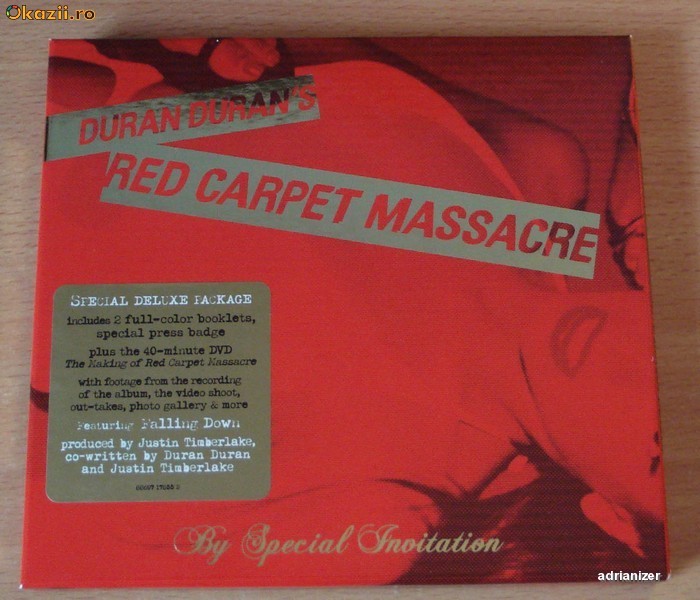 Okazii.ro
DURAN DURAN'S
RED CARPET MASSACRE
SPECIAL DELUXE PACKAGE
includes 2 full-color booklets,
special press badge
plus the 40-minute DVD
The Making of Red Carpet Massacre
with footage from the recording
of the album, the video shoot,
out-takes, photo gallery & more
Featuring Falling Down
produced by Justin Timberlake,
co-written by Duran Duran
and Justin Timberlake
By Special Invitation
adrianizer